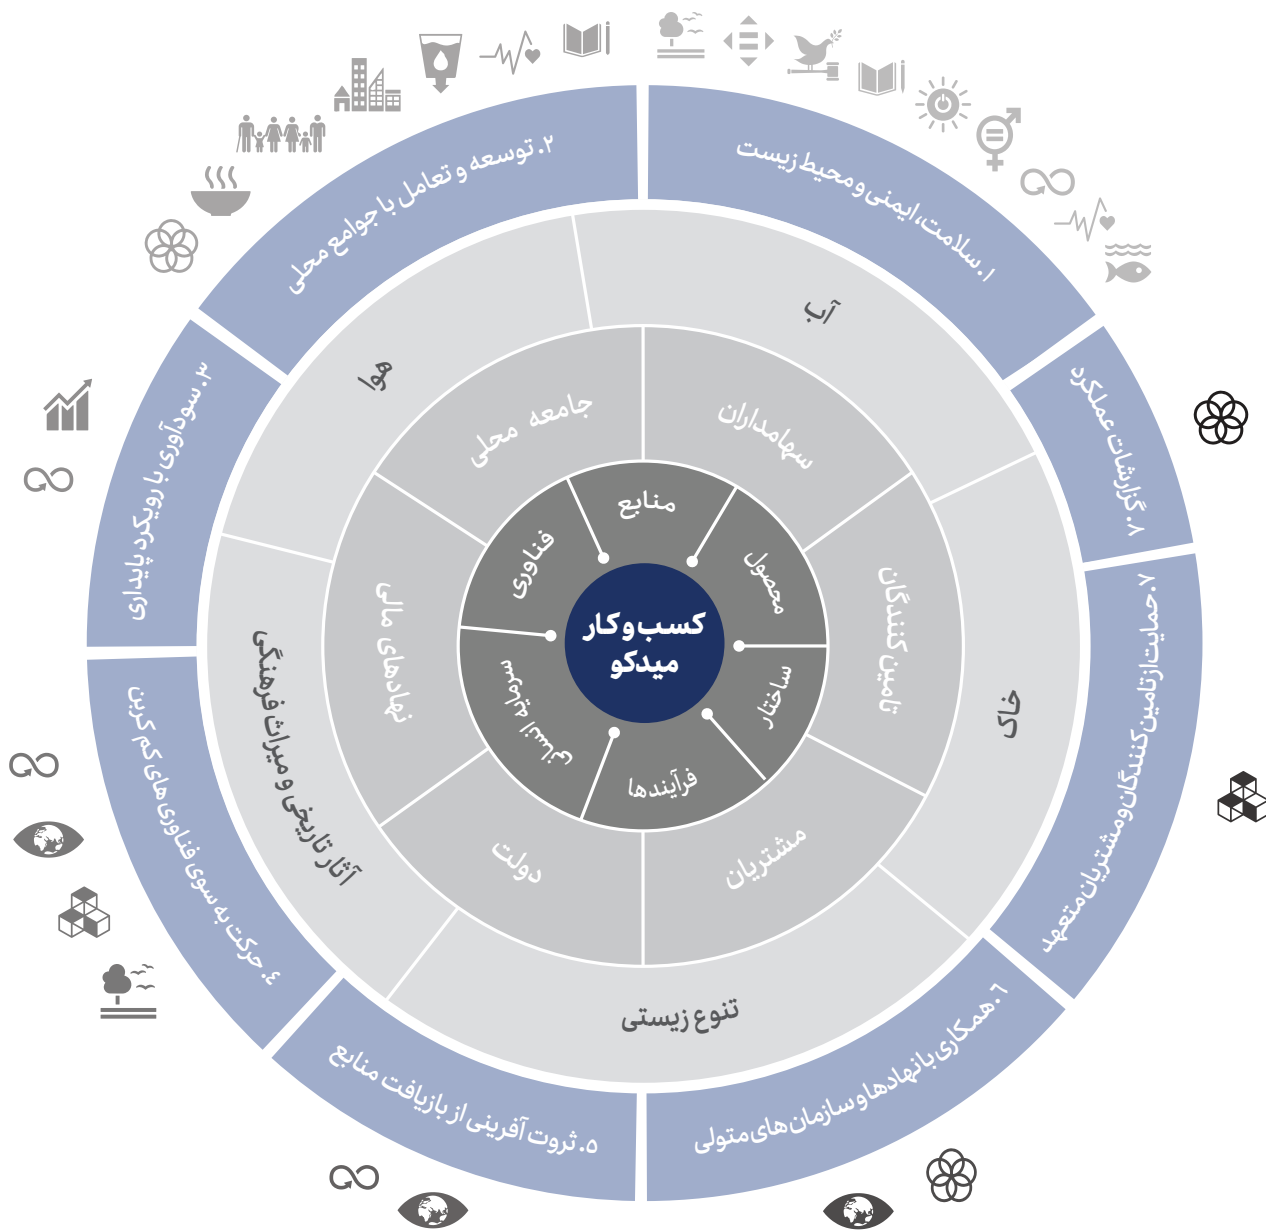 کسب‌وکار
میدکو
منابع
محصول
ساختار
فرآیندها
سرمایه انسانی
فناوری
سهامداران
تامین کنندگان
مشتریان
دولت
نهادهای مالی
جامعه محلی
آب
خاک
تنوع زیستی
آثار تاریخی و میراث فرهنگی
هوا
۱. سلامت، ایمنی و محیط زیست
۲. توسعه و تعامل با جوامع محلی
۳. سودآوری با رویکرد پایداری
٤. حرکت به سوی فناوری های کم کربن
۵. ثروت آفرینی از بازیافت منابع
٦. همکاری با نهادها و سازمان های متولی
۷. حمایت از تامین کنندگان و مشتریان متعهد
۸. گزارشات عملکرد